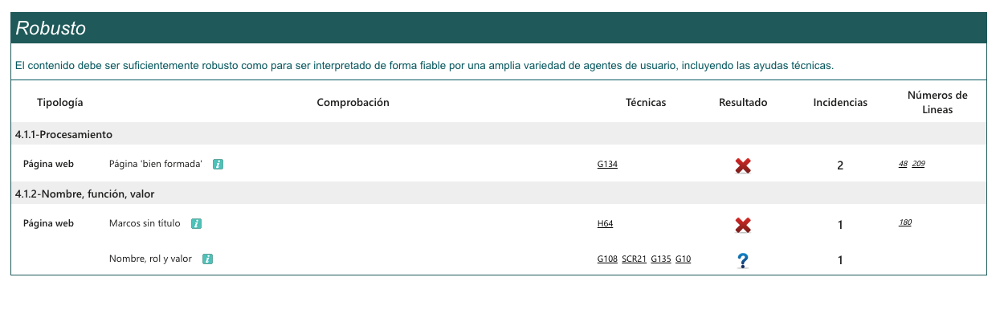 Robusto
El contenido debe ser suficientemente robusto como para ser interpretado de forma fiable por una amplia variedad de agentes de usuario, incluyendo las ayudas técnicas.
Tipología Comprobación Técnicas Resultado Incidencias Números de Lineas
4.1.1-Procesamiento
Página web Página 'bien formada' i G134 2 48 209
4.1.2-Nombre, función, valor
Página web Marcos sin título i H64 1 180
Nombre, rol y valor i G108 SCR21 G135 G10 ? 1